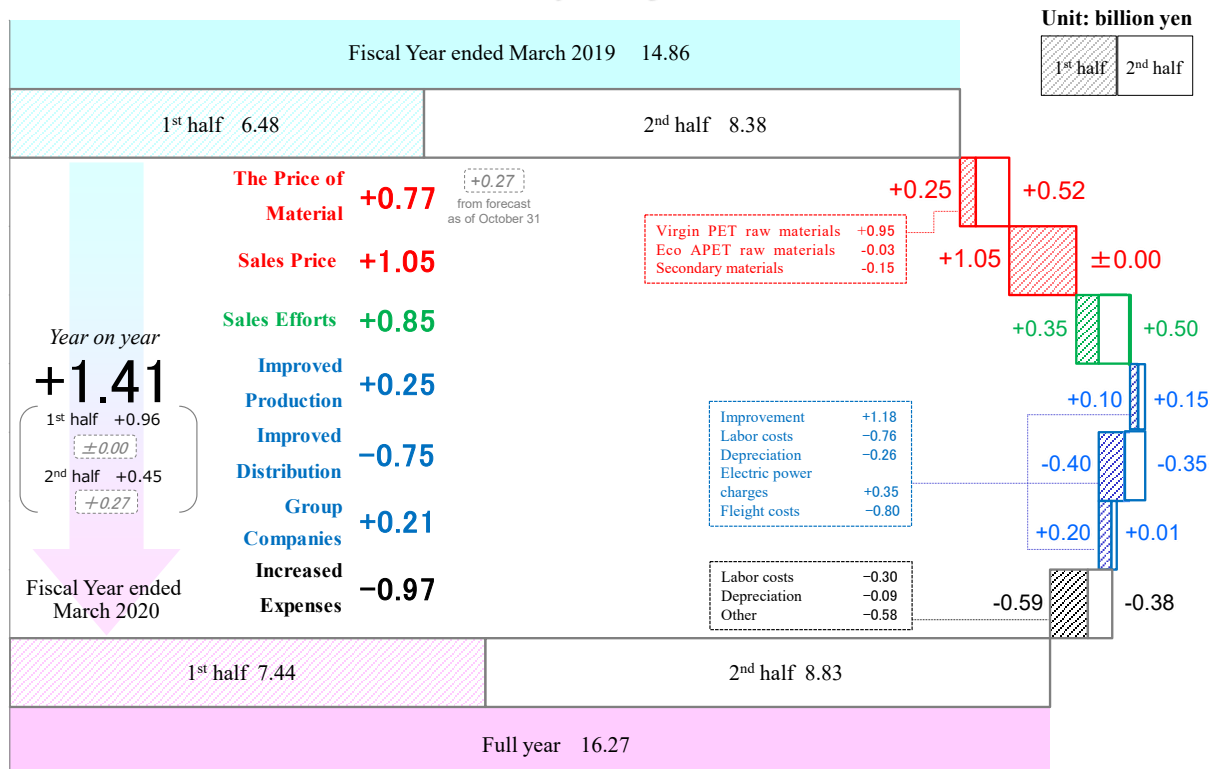 Unit: billion yen
1st half
2nd half
Fiscal Year ended March 2019 14.86
1st half 6.48
2nd half 8.38
The Price of
Material
+0.77
+0.27
from forecast
as of October 31
+0.25
+0.52
Virgin PET raw materials +0.95
Eco APET raw materials -0.03
Secondary materials -0.15
Sales Price +1.05
+1.05
±0.00
Sales Efforts +0.85
+0.35
+0.50
Year on year
+1.41
1st half +0.96
±0.00
2nd half +0.45
+0.27
Improved
Production
+0.25
+0.10
+0.15
Improved
Distribution
−0.75
Improvement +1.18
Labor costs −0.76
Depreciation −0.26
Electric power
charges +0.35
Fleight costs −0.80
-0.40
-0.35
Group
Companies
+0.21
+0.20
+0.01
Increased
Expenses
−0.97
Labor costs −0.30
Depreciation −0.09
Other −0.58
-0.59
-0.38
Fiscal Year ended
March 2020
1st half 7.44
2nd half 8.83
Full year 16.27